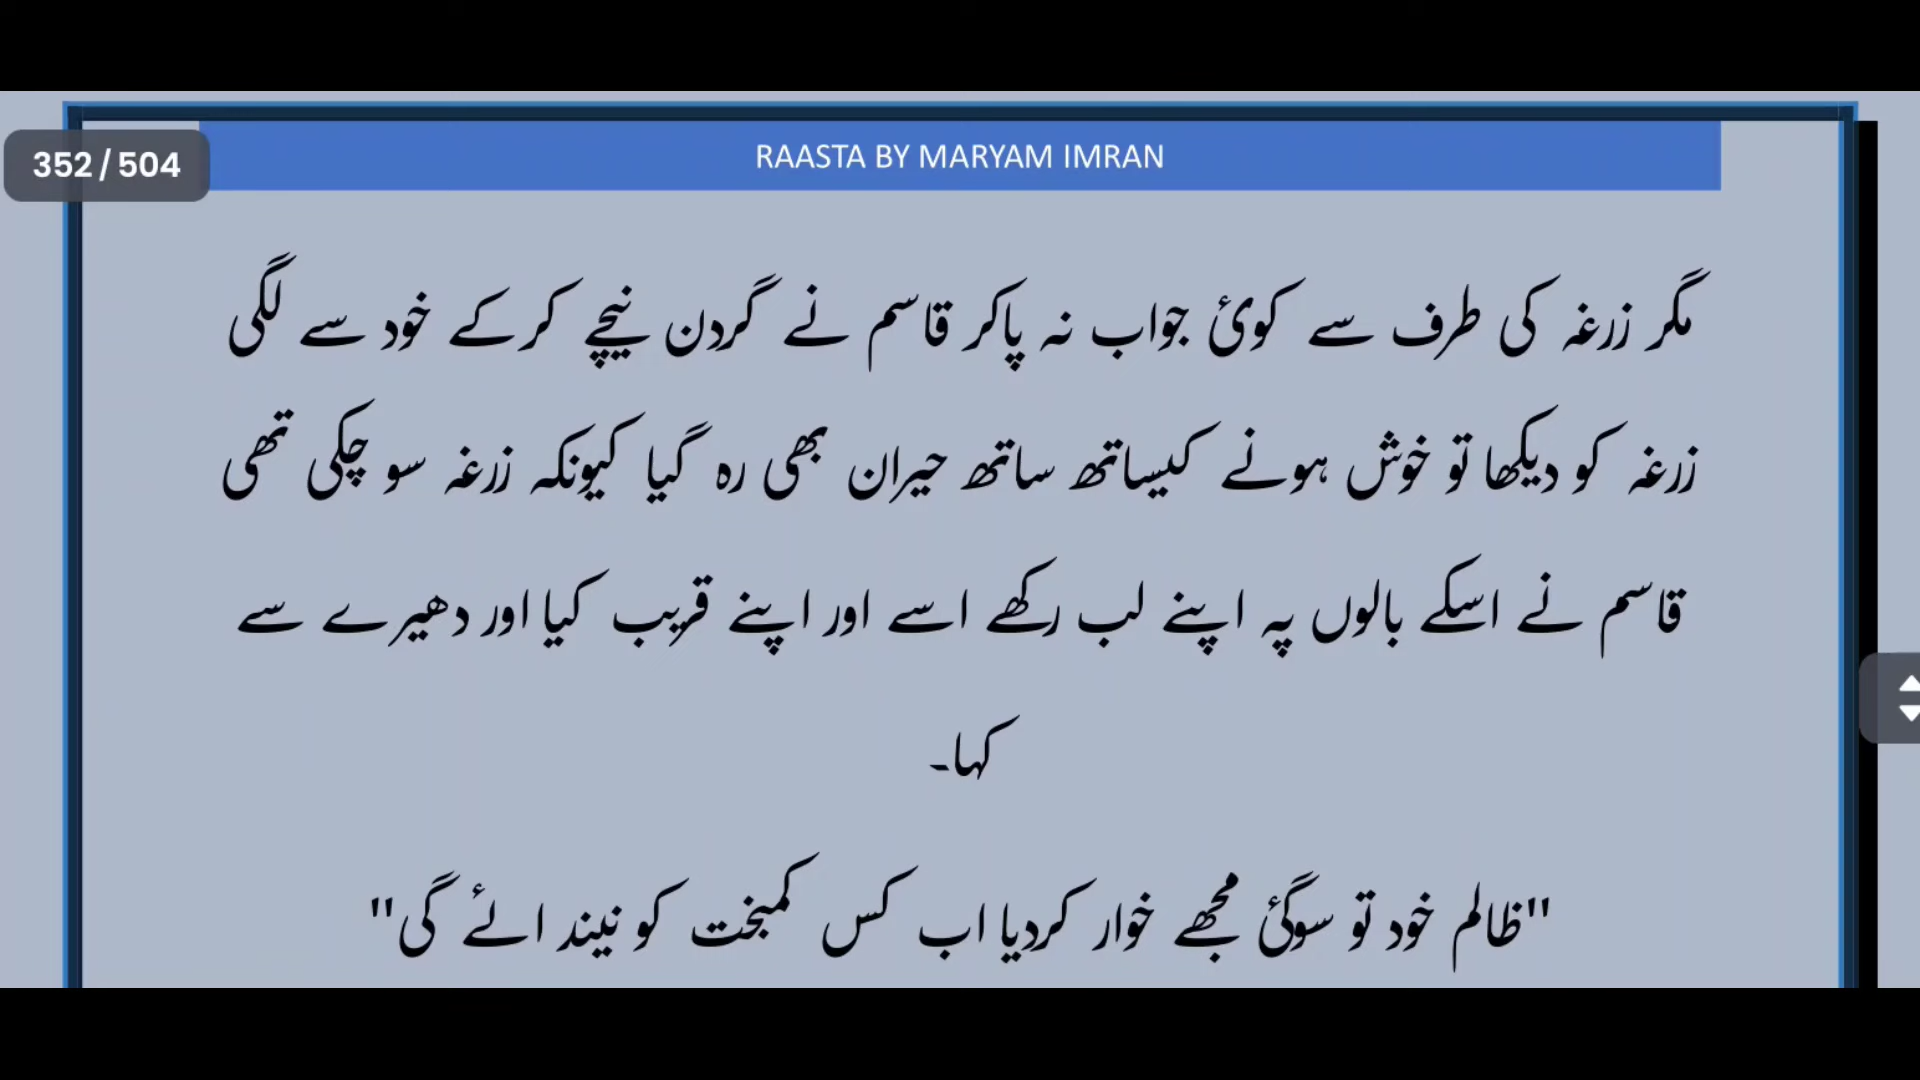 RAASTA BY MARYAM IMRAN
352/504
مگر زرغہ کی طرف سے کوئ جواب نہ پاکر قاسم نے گردن نیچے کرکے خود سے لگی
زرغہ کو دیکھا تو خوش ہونے کیساتھ ساتھ حیران بھی رہ گیا کیونکہ زرغہ سو چکی تھی
قاسم نے اسکے بالوں پہ اپنے لب رکھے اسے اور اپنے قریب کیا اور دھیرے سے
کہا۔
"ظالم خود تو سوگئ مجھے خوار کردیا اب کس کمبخت کو نیند ائے گی"